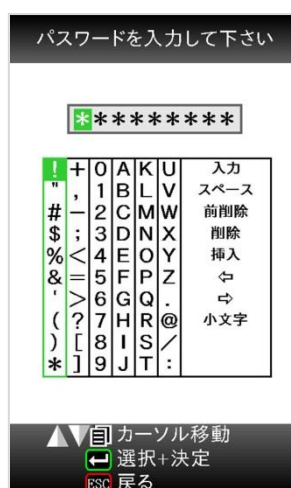 パスワードを入力して下さい
*********
! + 0 A K U 入力
" , 1 B L V スペース
# - 2 C M W 前削除
$ ; 3 D N X 削除
% < 4 E O Y 挿入
& = 5 F P Z ⇦
' > 6 G Q . ⇨
( ? 7 H R @ 小文字
) [ 8 I S /
* ] 9 J T :
▲▼目 カーソル移動
↵ 選択+決定
ESC 戻る